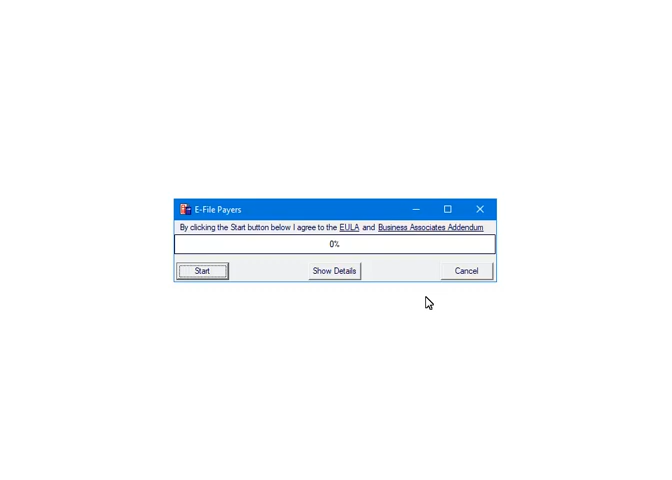 E-File Payers
By clicking the Start button below I agree to the EULA and Business Associates Addendum
0%
Start Show Details Cancel